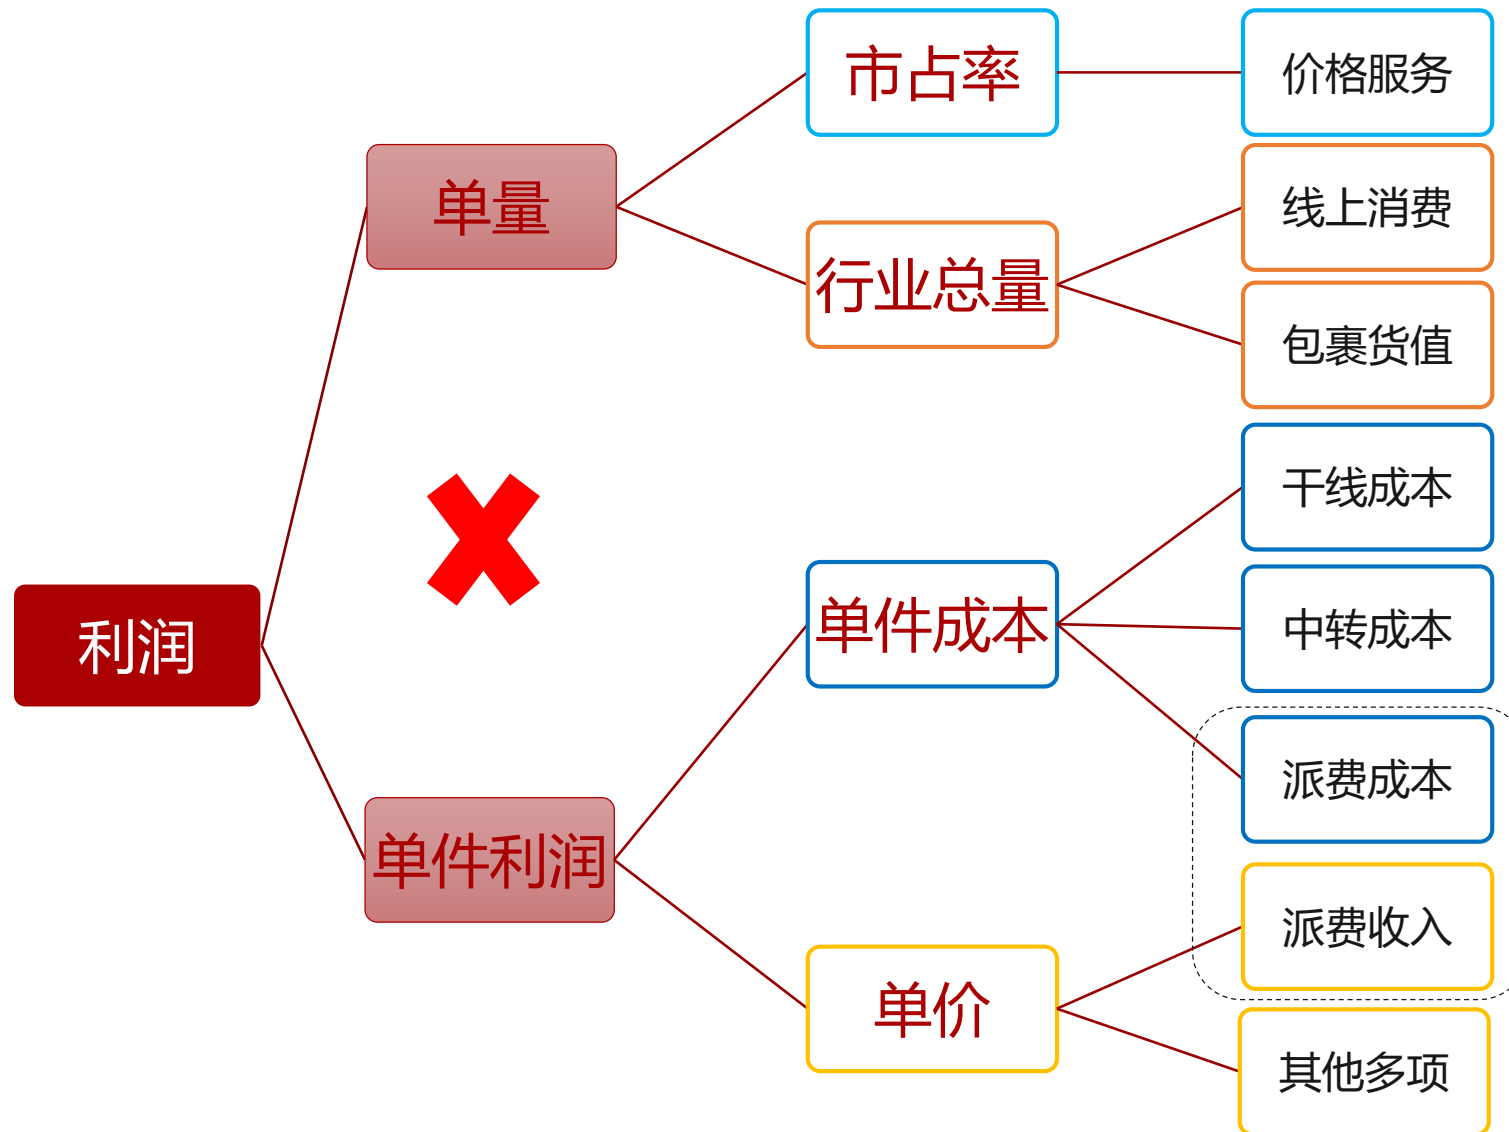 市占率
价格服务
单量
线上消费
行业总量
包裹货值
干线成本
利润
单件成本
中转成本
派费成本
单件利润
派费收入
单价
其他多项